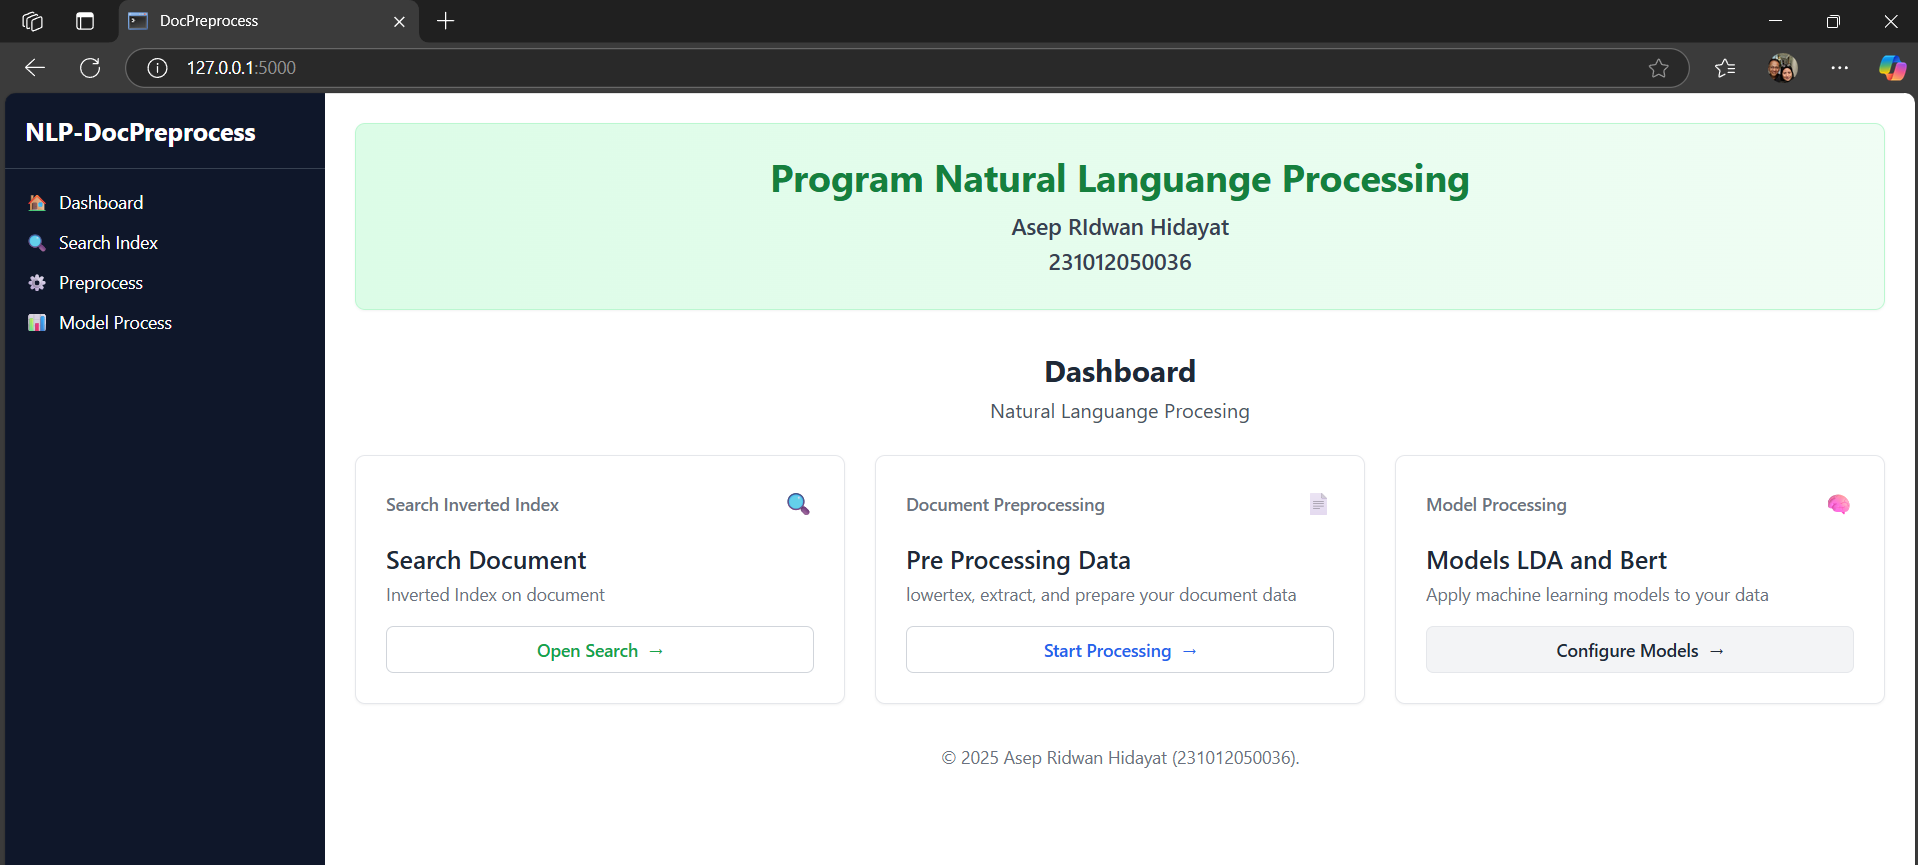 DocPreprocess
127.0.0.1:5000
NLP-DocPreprocess
Dashboard
Search Index
Preprocess
Model Process
Program Natural Languange Processing
Asep RIdwan Hidayat
231012050036
Dashboard
Natural Languange Procesing
Search Inverted Index
Search Document
Inverted Index on document
Open Search →
Document Preprocessing
Pre Processing Data
lowertex, extract, and prepare your document data
Start Processing →
Model Processing
Models LDA and Bert
Apply machine learning models to your data
Configure Models →
© 2025 Asep Ridwan Hidayat (231012050036).